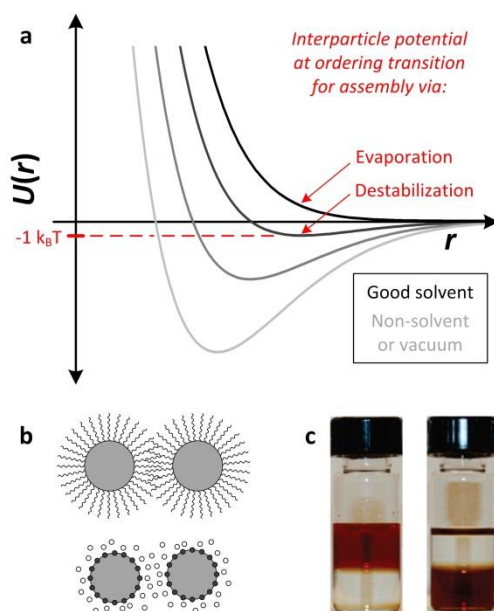 a
Interparticle potential
at ordering transition
for assembly via:
Evaporation
Destabilization
U(r)
-1 kBT
r
Good solvent
Non-solvent
or vacuum
b
c